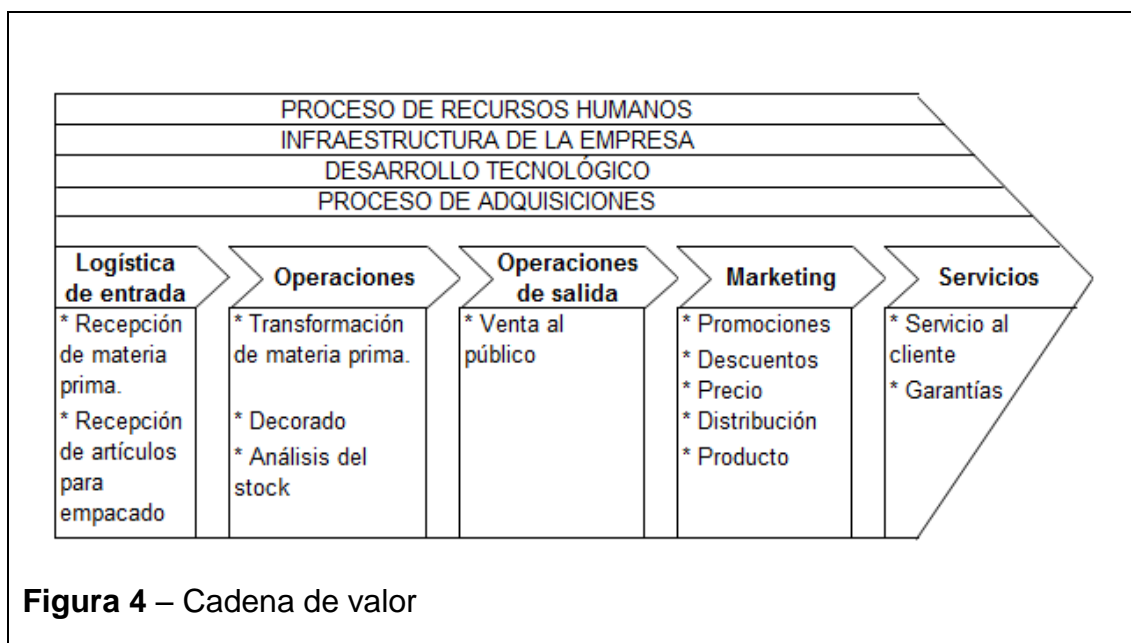 PROCESO DE RECURSOS HUMANOS
INFRAESTRUCTURA DE LA EMPRESA
DESARROLLO TECNOLÓGICO
PROCESO DE ADQUISICIONES
Logística
de entrada
* Recepción
de materia
prima.
* Recepción
de artículos
para
empacado
Operaciones
* Transformación
de materia prima.
* Decorado
* Análisis del
stock
Operaciones
de salida
* Venta al
público
Marketing
* Promociones
* Descuentos
* Precio
* Distribución
* Producto
Servicios
* Servicio al
cliente
* Garantías
Figura 4 – Cadena de valor